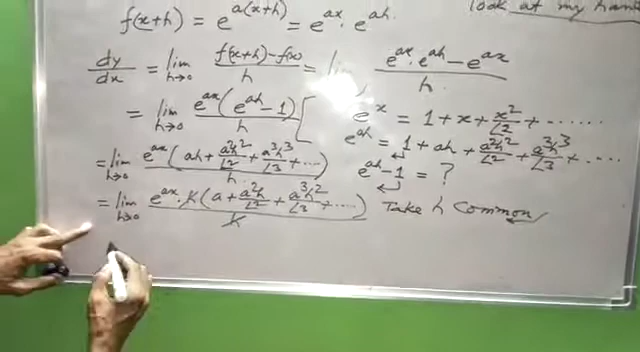 look at my hand
f(x+h) = e^{a(x+h)} = e^{ax}. e^{ah}
dy/dx = lim_{h→0} (f(x+h) - f(x))/h = lim (e^{ax}. e^{ah} - e^{ax})/h
= lim_{h→0} e^{ax}(e^{ah} - 1)/h [ e^x = 1 + x + x^2/∠2 + ......
e^{ah} = 1 + ah + a^2h^2/∠2 + a^3h^3/∠3 + ....
= lim_{h→0} e^{ax}(ah + a^2h^2/∠2 + a^3h^3/∠3 + ...)/h e^{ah} - 1 = ?
= lim_{h→0} e^{ax}.h(a + a^2h/∠2 + a^3h^2/∠3 + ....)/h Take h Common